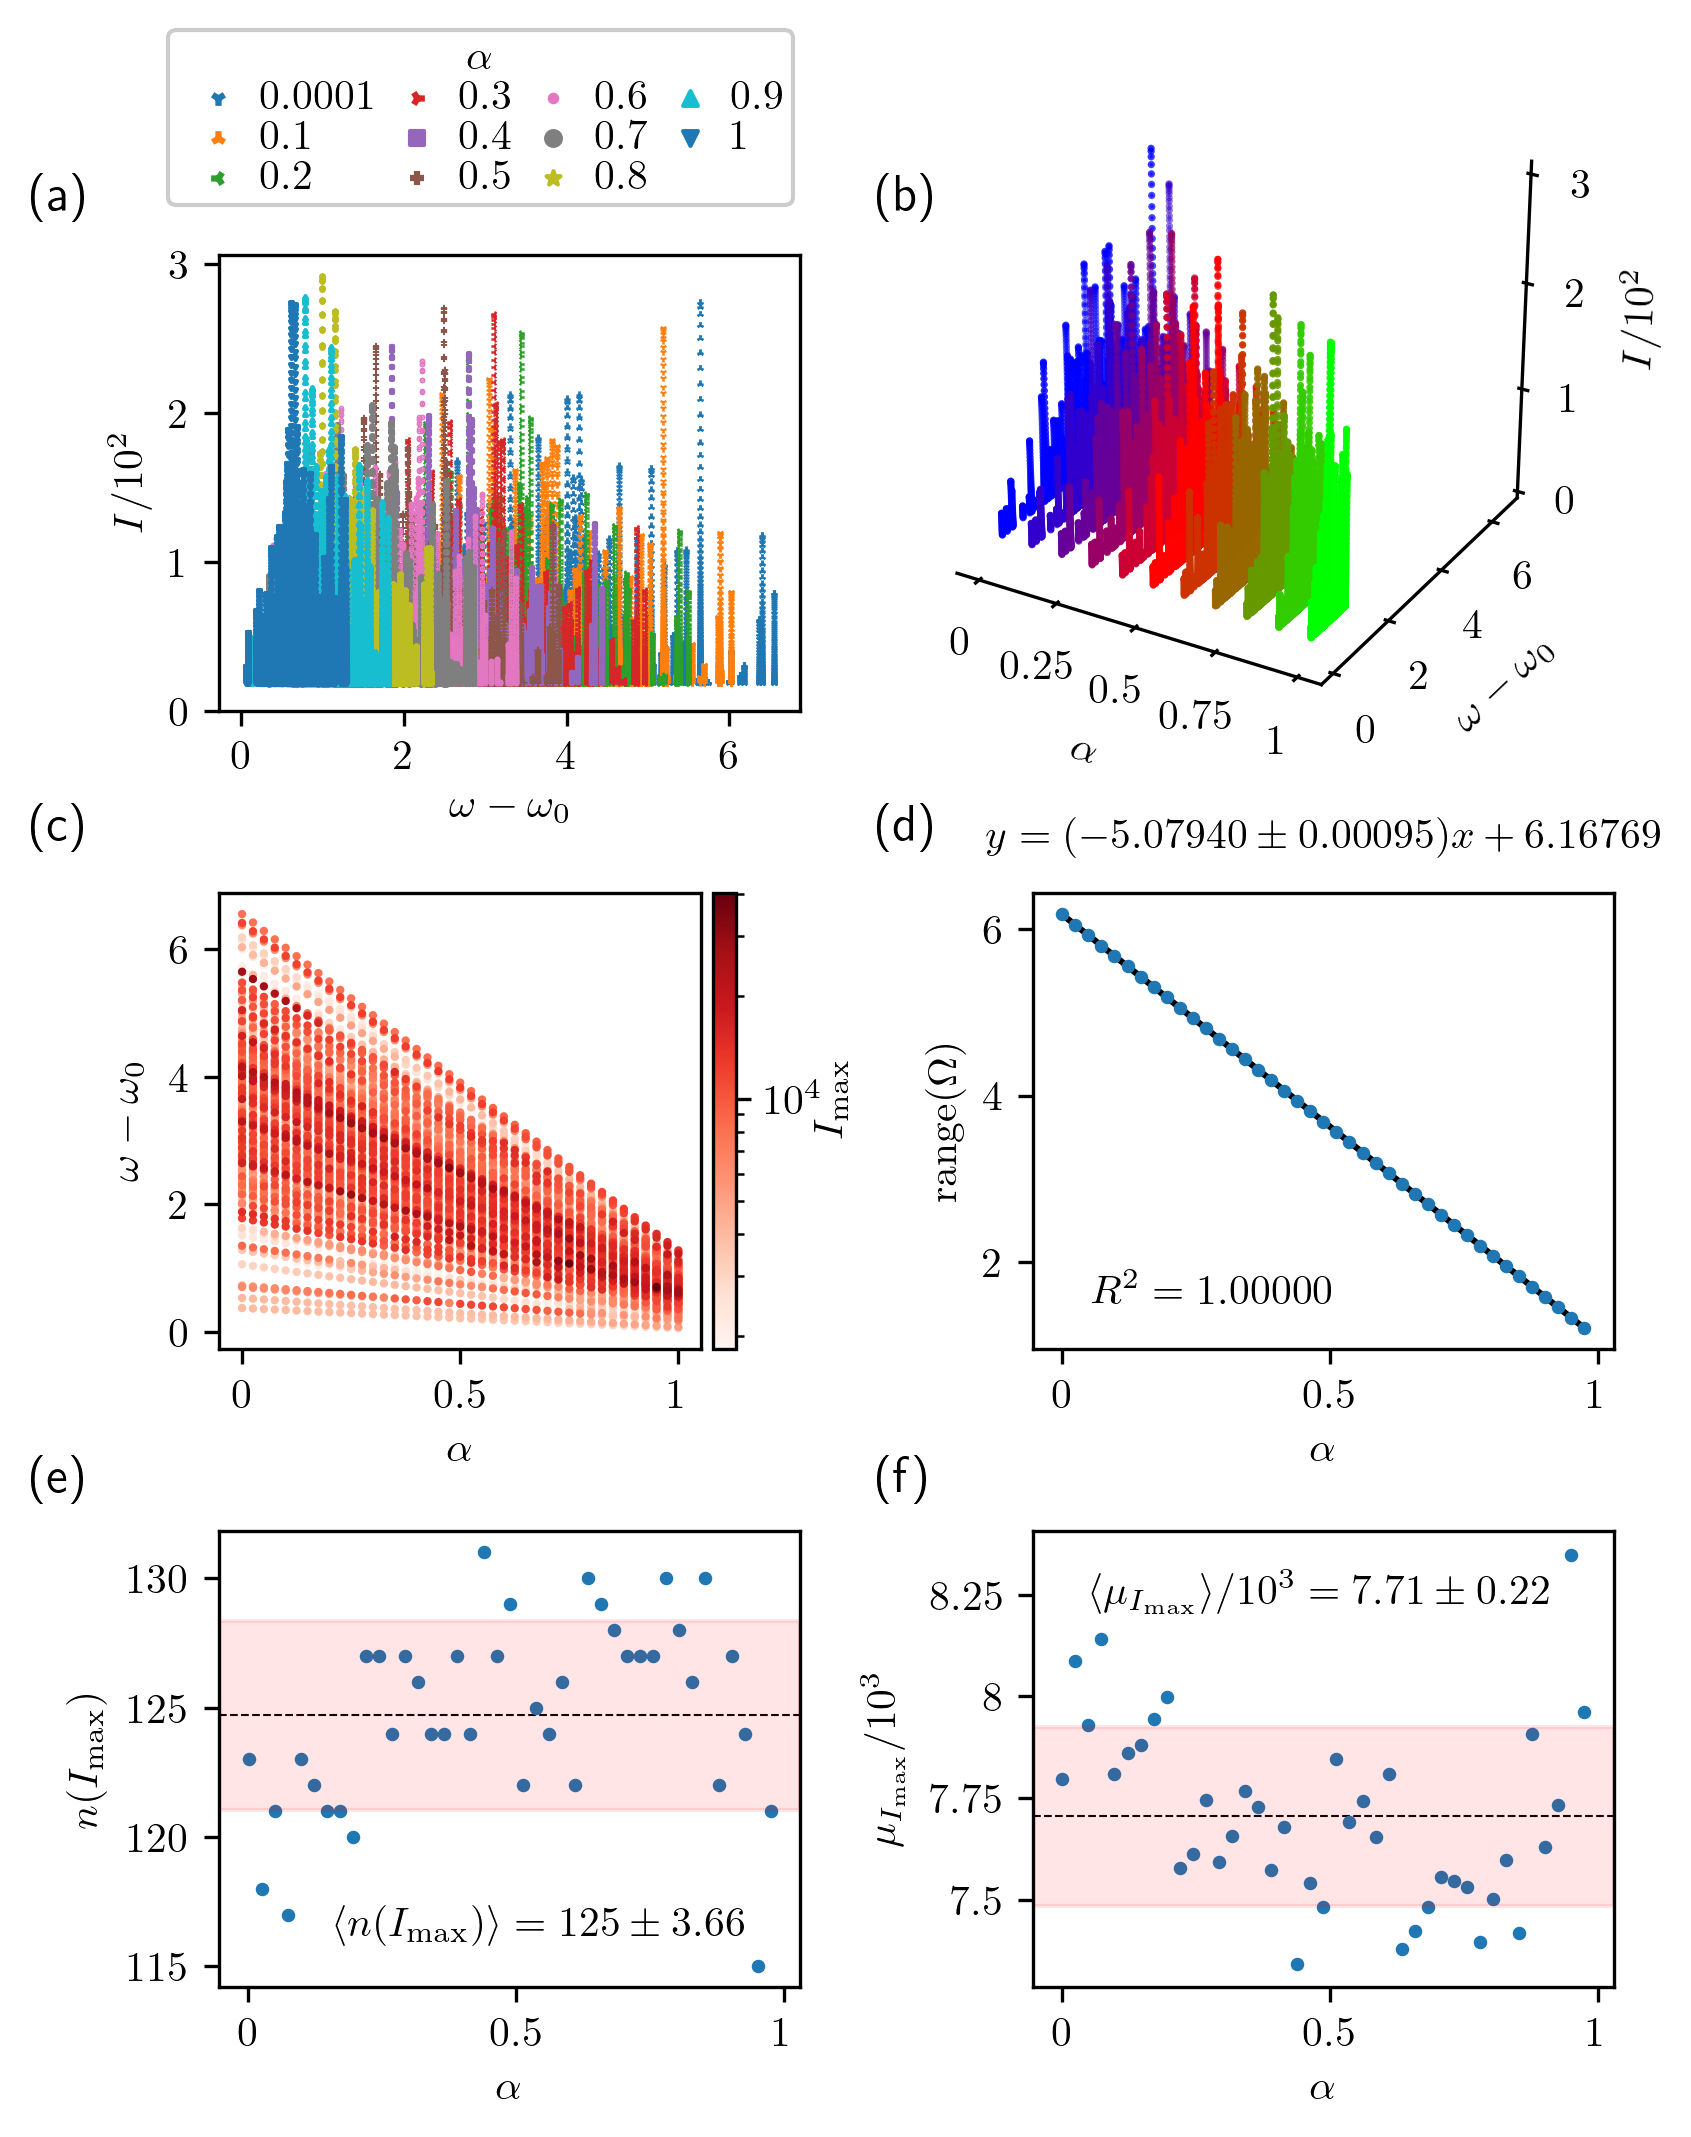 α
0.0001 0.3 0.6 0.9
0.1 0.4 0.7 1
0.2 0.5 0.8
(a)
3
2
1
0
I/10²
0 2 4 6
ω − ω₀
(b)
3
2
1
0
I/10²
0 0.25 0.5 0.75 1
α
0 2 4 6
ω − ω₀
(c)
6
4
2
0
ω − ω₀
0 0.5 1
α
10⁴
I_max
(d)
y = (−5.07940 ± 0.00095)x + 6.16769
6
4
2
range(Ω)
R² = 1.00000
0 0.5 1
α
(e)
130
125
120
115
n(I_max)
⟨n(I_max)⟩ = 125 ± 3.66
0 0.5 1
α
(f)
⟨μ_{I_max}⟩/10³ = 7.71 ± 0.22
8.25
8
7.75
7.5
μ_{I_max}/10³
0 0.5 1
α